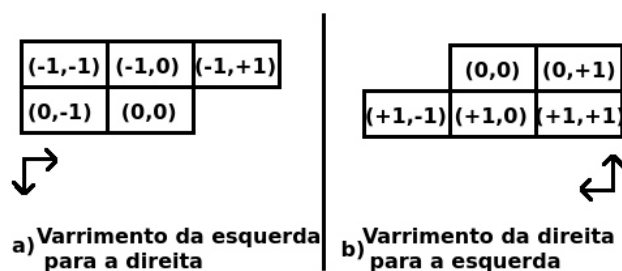 (-1,-1) (-1,0) (-1,+1)
(0,-1) (0,0)
a) Varrimento da esquerda
para a direita
(0,0) (0,+1)
(+1,-1) (+1,0) (+1,+1)
b) Varrimento da direita
para a esquerda